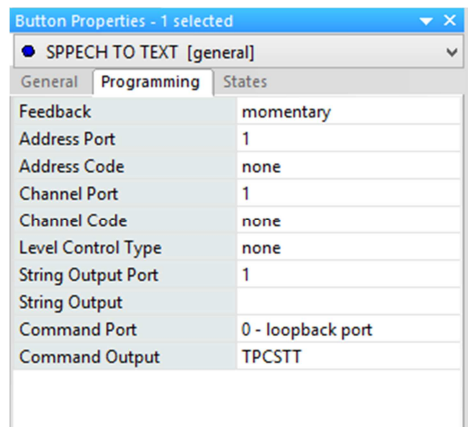 Button Properties - 1 selected
SPPECH TO TEXT [general]
General Programming States
Feedback momentary
Address Port 1
Address Code none
Channel Port 1
Channel Code none
Level Control Type none
String Output Port 1
String Output
Command Port 0 - loopback port
Command Output TPCSTT